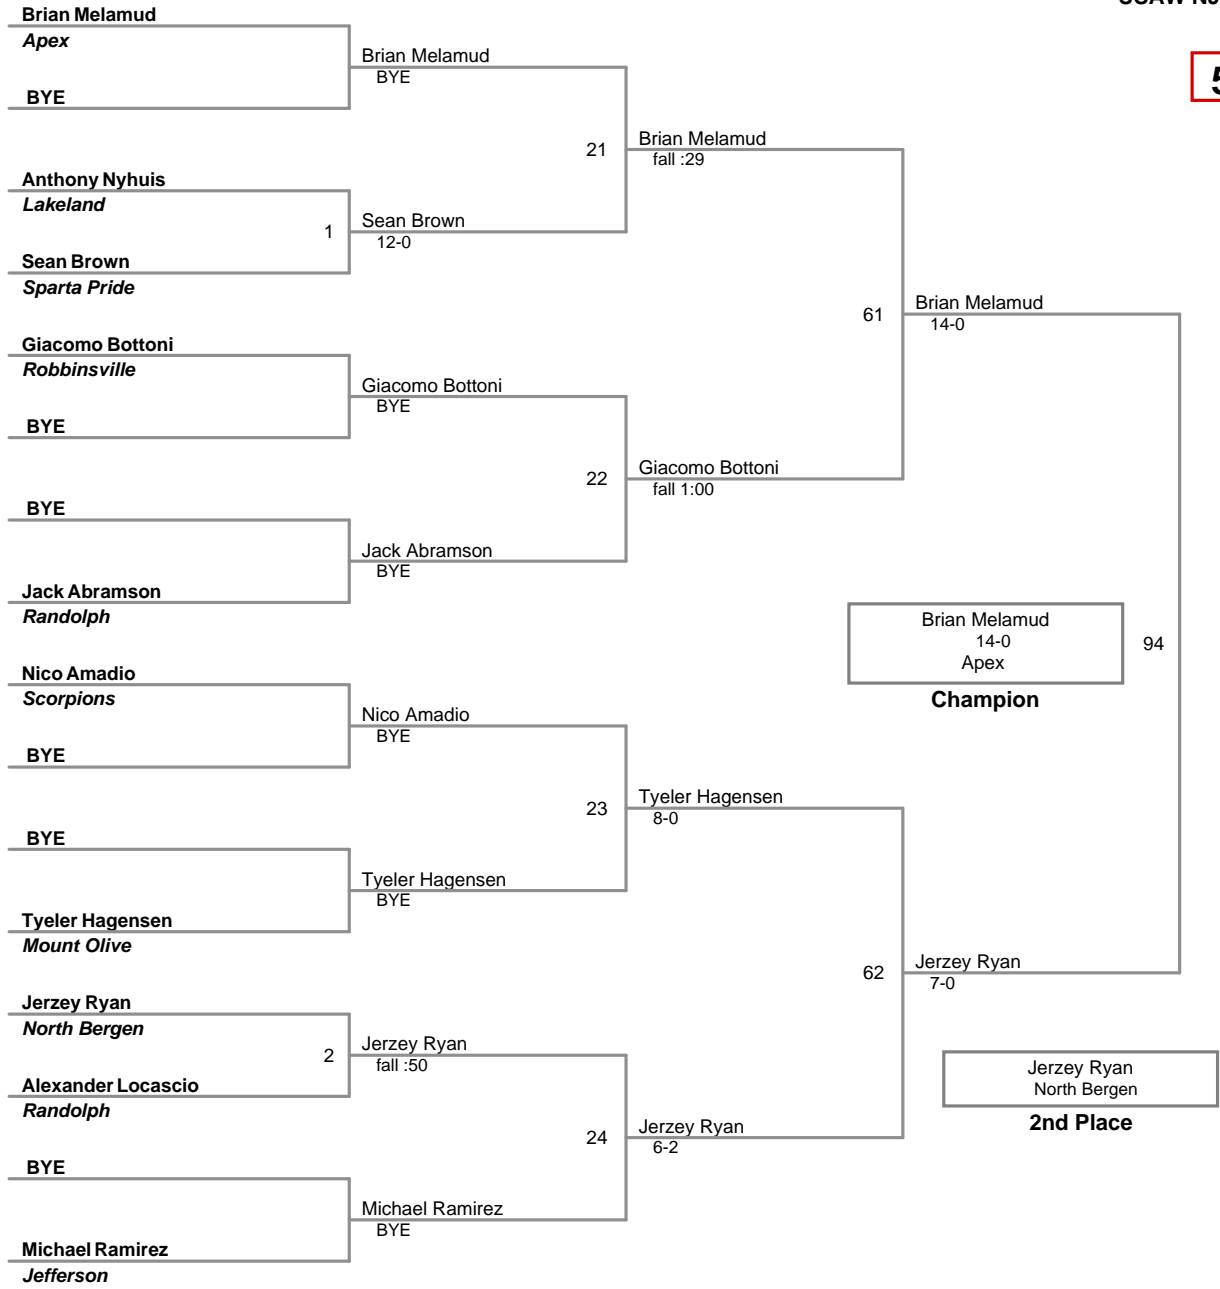 Brian Melamud
Apex
BYE
Anthony Nyhuis
Lakeland
1
Sean Brown
Sparta Pride
Giacomo Bottoni
Robbinsville
BYE
BYE
Jack Abramson
Randolph
Nico Amadio
Scorpions
BYE
BYE
Tyeler Hagensen
Mount Olive
Jerzey Ryan
North Bergen
2
Alexander Locascio
Randolph
BYE
Michael Ramirez
Jefferson
Brian Melamud
BYE
21
Sean Brown
12-0
Giacomo Bottoni
BYE
22
Jack Abramson
BYE
Nico Amadio
BYE
23
Tyeler Hagensen
BYE
Jerzey Ryan
fall :50
24
Michael Ramirez
BYE
Brian Melamud
fall :29
61
Giacomo Bottoni
fall 1:00
Tyeler Hagensen
8-0
62
Jerzey Ryan
6-2
Brian Melamud
14-0
94
Jerzey Ryan
7-0
Brian Melamud
14-0
Apex
Champion
Jerzey Ryan
North Bergen
2nd Place